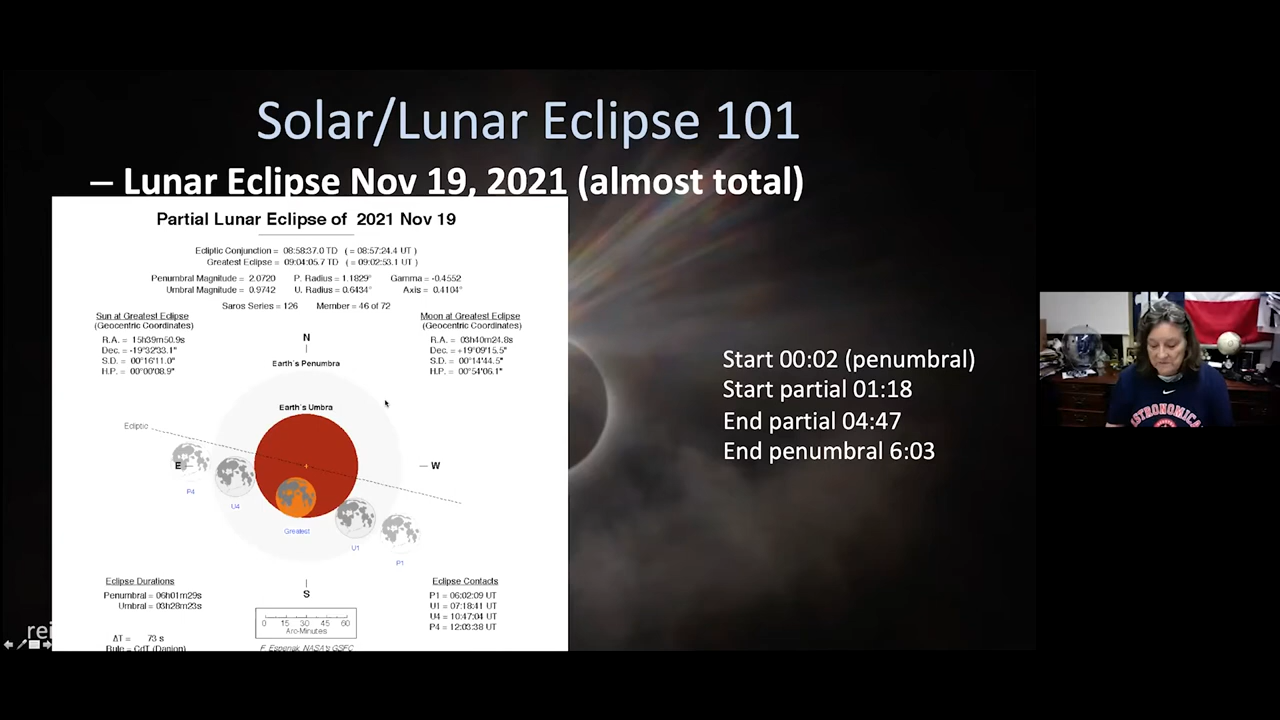 Solar/Lunar Eclipse 101
– Lunar Eclipse Nov 19, 2021 (almost total)
Partial Lunar Eclipse of 2021 Nov 19
Ecliptic Conjunction = 08:58:37.0 TD ( = 08:57:24.4 UT )
Greatest Eclipse = 09:04:05.7 TD ( = 09:02:53.1 UT )
Penumbral Magnitude = 2.0720 P. Radius = 1.1829° Gamma = -0.4552
Umbral Magnitude = 0.9742 U. Radius = 0.6434° Axis = 0.4104°
Saros Series = 126 Member = 46 of 72
Sun at Greatest Eclipse
(Geocentric Coordinates)
R.A. = 15h39m50.9s
Dec. = -19°32'33.1"
S.D. = 00°16'11.0"
H.P. = 00°00'08.9"
Moon at Greatest Eclipse
(Geocentric Coordinates)
R.A. = 03h40m24.8s
Dec. = +19°09'15.5"
S.D. = 00°14'44.5"
H.P. = 00°54'06.1"
N
Earth's Penumbra
Earth's Umbra
Ecliptic
E
W
P4
U4
Greatest
U1
P1
S
Eclipse Durations
Penumbral = 06h01m29s
Umbral = 03h28m23s
Eclipse Contacts
P1 = 06:02:09 UT
U1 = 07:18:41 UT
U4 = 10:47:04 UT
P4 = 12:03:38 UT
0 15 30 45 60
Arc-Minutes
ΔT = 73 s
Rule = CdT (Danjon)
F. Espenak, NASA's GSFC
rei
Start 00:02 (penumbral)
Start partial 01:18
End partial 04:47
End penumbral 6:03
ASTRONOMICA